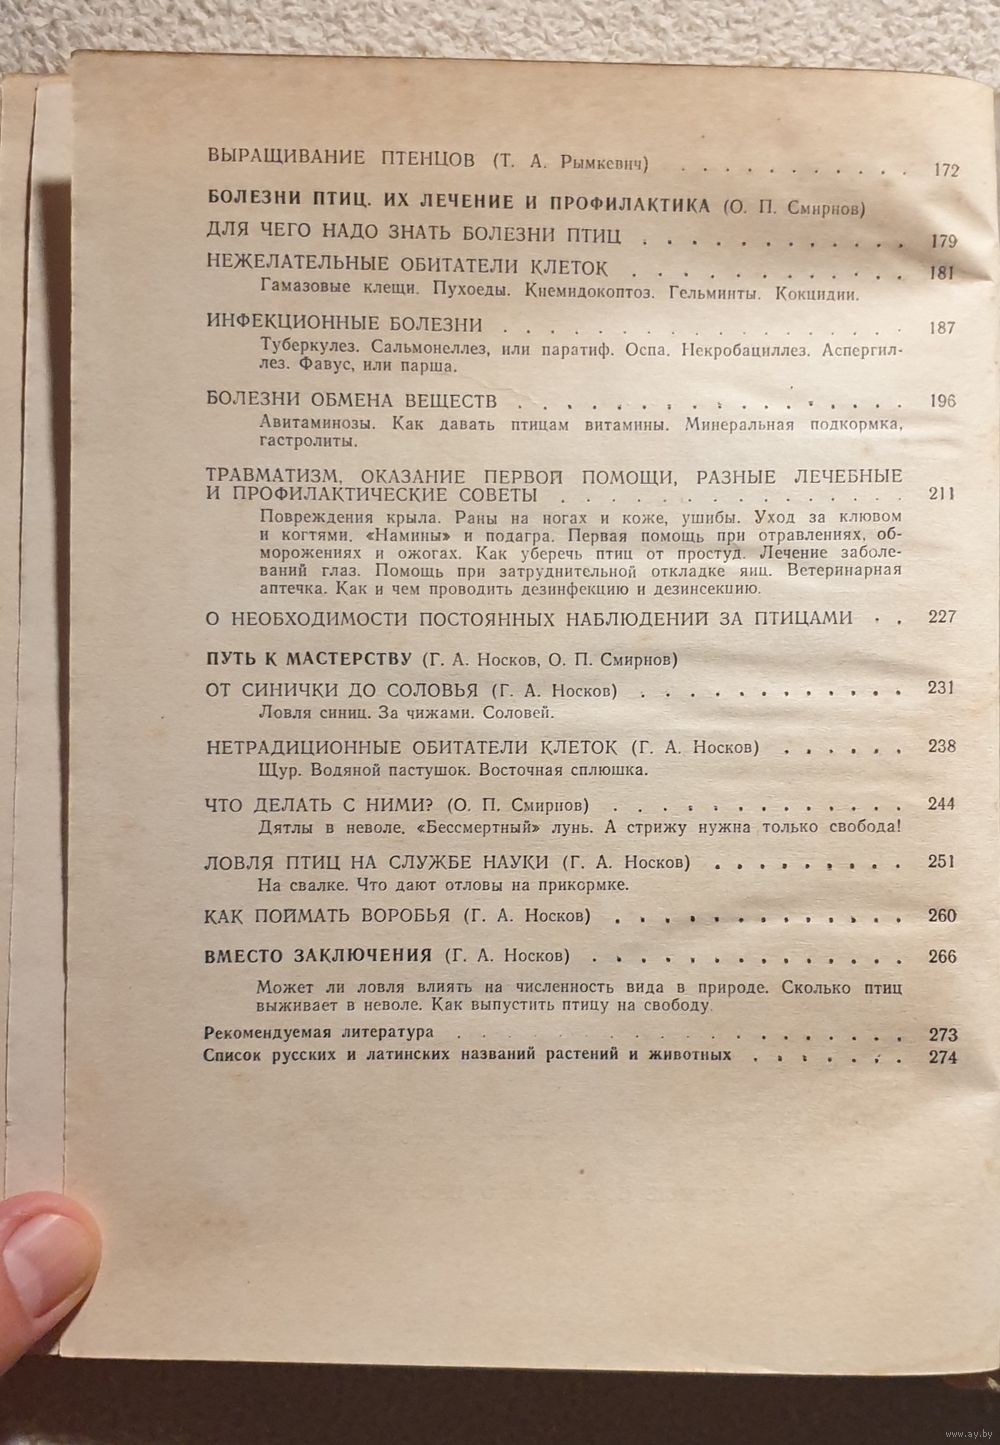 ВЫРАЩИВАНИЕ ПТЕНЦОВ (Т. А. Рымкевич) . . . . . . . . . . . . 172
БОЛЕЗНИ ПТИЦ. ИХ ЛЕЧЕНИЕ И ПРОФИЛАКТИКА (О. П. Смирнов)
ДЛЯ ЧЕГО НАДО ЗНАТЬ БОЛЕЗНИ ПТИЦ . . . . . . . . . . . . 179
НЕЖЕЛАТЕЛЬНЫЕ ОБИТАТЕЛИ КЛЕТОК . . . . . . . . . . . . . 181
Гамазовые клещи. Пухоеды. Кнемидокоптоз. Гельминты. Кокцидии.
ИНФЕКЦИОННЫЕ БОЛЕЗНИ . . . . . . . . . . . . . . . . . . 187
Туберкулез. Сальмонеллез, или паратиф. Оспа. Некробациллез. Аспергил-
лез. Фавус, или парша.
БОЛЕЗНИ ОБМЕНА ВЕЩЕСТВ . . . . . . . . . . . . . . . . 196
Авитаминозы. Как давать птицам витамины. Минеральная подкормка,
гастролиты.
ТРАВМАТИЗМ, ОКАЗАНИЕ ПЕРВОЙ ПОМОЩИ, РАЗНЫЕ ЛЕЧЕБНЫЕ
И ПРОФИЛАКТИЧЕСКИЕ СОВЕТЫ . . . . . . . . . . . . . . . 211
Повреждения крыла. Раны на ногах и коже, ушибы. Уход за клювом
и когтями. «Намины» и подагра. Первая помощь при отравлениях, об-
морожениях и ожогах. Как уберечь птиц от простуд. Лечение заболе-
ваний глаз. Помощь при затруднительной откладке яиц. Ветеринарная
аптечка. Как и чем проводить дезинфекцию и дезинсекцию.
О НЕОБХОДИМОСТИ ПОСТОЯННЫХ НАБЛЮДЕНИЙ ЗА ПТИЦАМИ . . 227
ПУТЬ К МАСТЕРСТВУ (Г. А. Носков, О. П. Смирнов)
ОТ СИНИЧКИ ДО СОЛОВЬЯ (Г. А. Носков) . . . . . . . . . . . . 231
Ловля синиц. За чижами. Соловей.
НЕТРАДИЦИОННЫЕ ОБИТАТЕЛИ КЛЕТОК (Г. А. Носков) . . . . . . 238
Щур. Водяной пастушок. Восточная сплюшка.
ЧТО ДЕЛАТЬ С НИМИ? (О. П. Смирнов) . . . . . . . . . . . . 244
Дятлы в неволе. «Бессмертный» лунь. А стрижу нужна только свобода!
ЛОВЛЯ ПТИЦ НА СЛУЖБЕ НАУКИ (Г. А. Носков) . . . . . . . . . 251
На свалке. Что дают отловы на прикормке.
КАК ПОЙМАТЬ ВОРОБЬЯ (Г. А. Носков) . . . . . . . . . . . . 260
ВМЕСТО ЗАКЛЮЧЕНИЯ (Г. А. Носков) . . . . . . . . . . . . . 266
Может ли ловля влиять на численность вида в природе. Сколько птиц
выживает в неволе. Как выпустить птицу на свободу.
Рекомендуемая литература . . . . . . . . . . . . . . . . . . 273
Список русских и латинских названий растений и животных . . . . . . . 274
www.ay.by